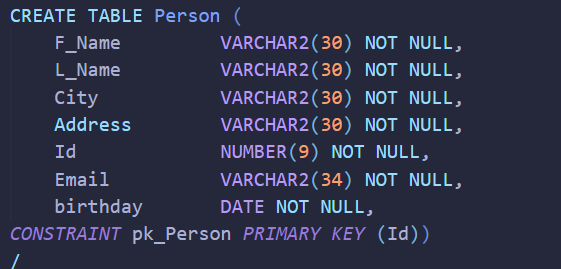 CREATE TABLE Person (
F_Name VARCHAR2(30) NOT NULL,
L_Name VARCHAR2(30) NOT NULL,
City VARCHAR2(30) NOT NULL,
Address VARCHAR2(30) NOT NULL,
Id NUMBER(9) NOT NULL,
Email VARCHAR2(34) NOT NULL,
birthday DATE NOT NULL,
CONSTRAINT pk_Person PRIMARY KEY (Id))
/